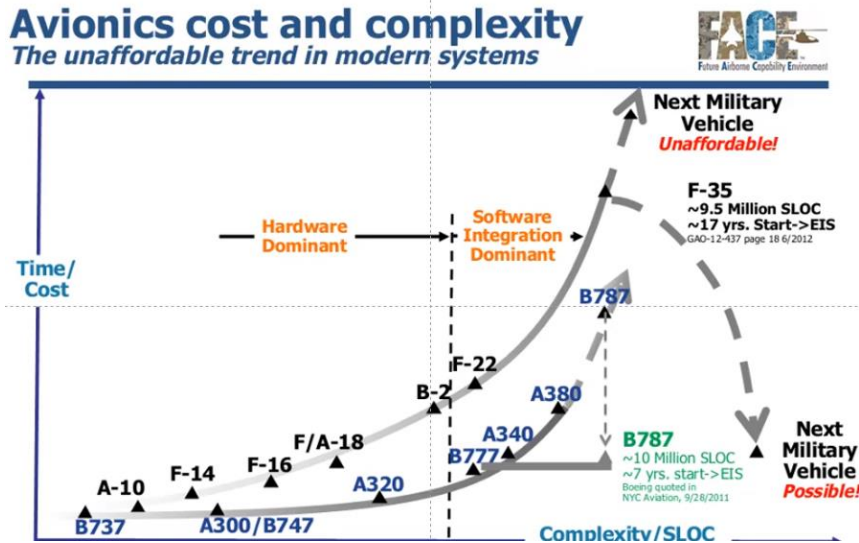 Avionics cost and complexity
The unaffordable trend in modern systems
FACE
Future Airborne Capability Environment
Next Military
Vehicle
Unaffordable!
F-35
~9.5 Million SLOC
~17 yrs. Start->EIS
GAO-12-437 page 18 6/2012
Hardware
Dominant
Software
Integration
Dominant
Time/
Cost
B787
F-22
B-2
A380
F/A-18
A340
B787
~10 Million SLOC
~7 yrs. start->EIS
Boeing quoted in
NYC Aviation, 9/28/2011
Next
Military
Vehicle
Possible!
F-16
B777
F-14
A320
A-10
B737
A300/B747
Complexity/SLOC